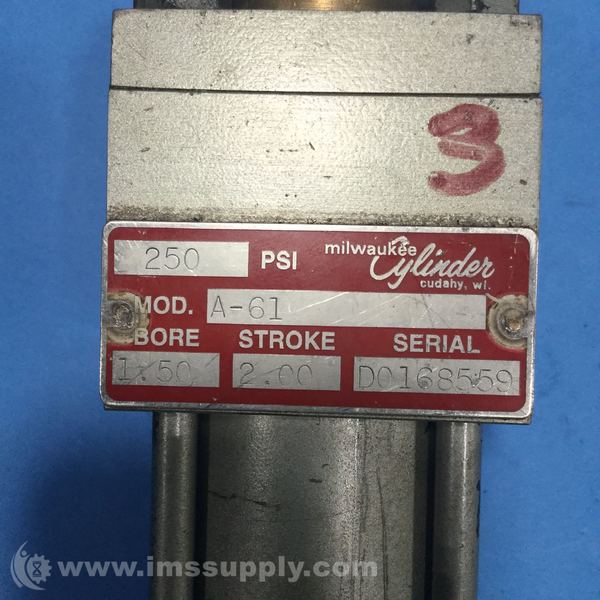 3
250 PSI milwaukee Cylinder
cudahy, wi.
MOD. A-61
BORE STROKE SERIAL
1.50 2.00 D0168559
www.imssupply.com